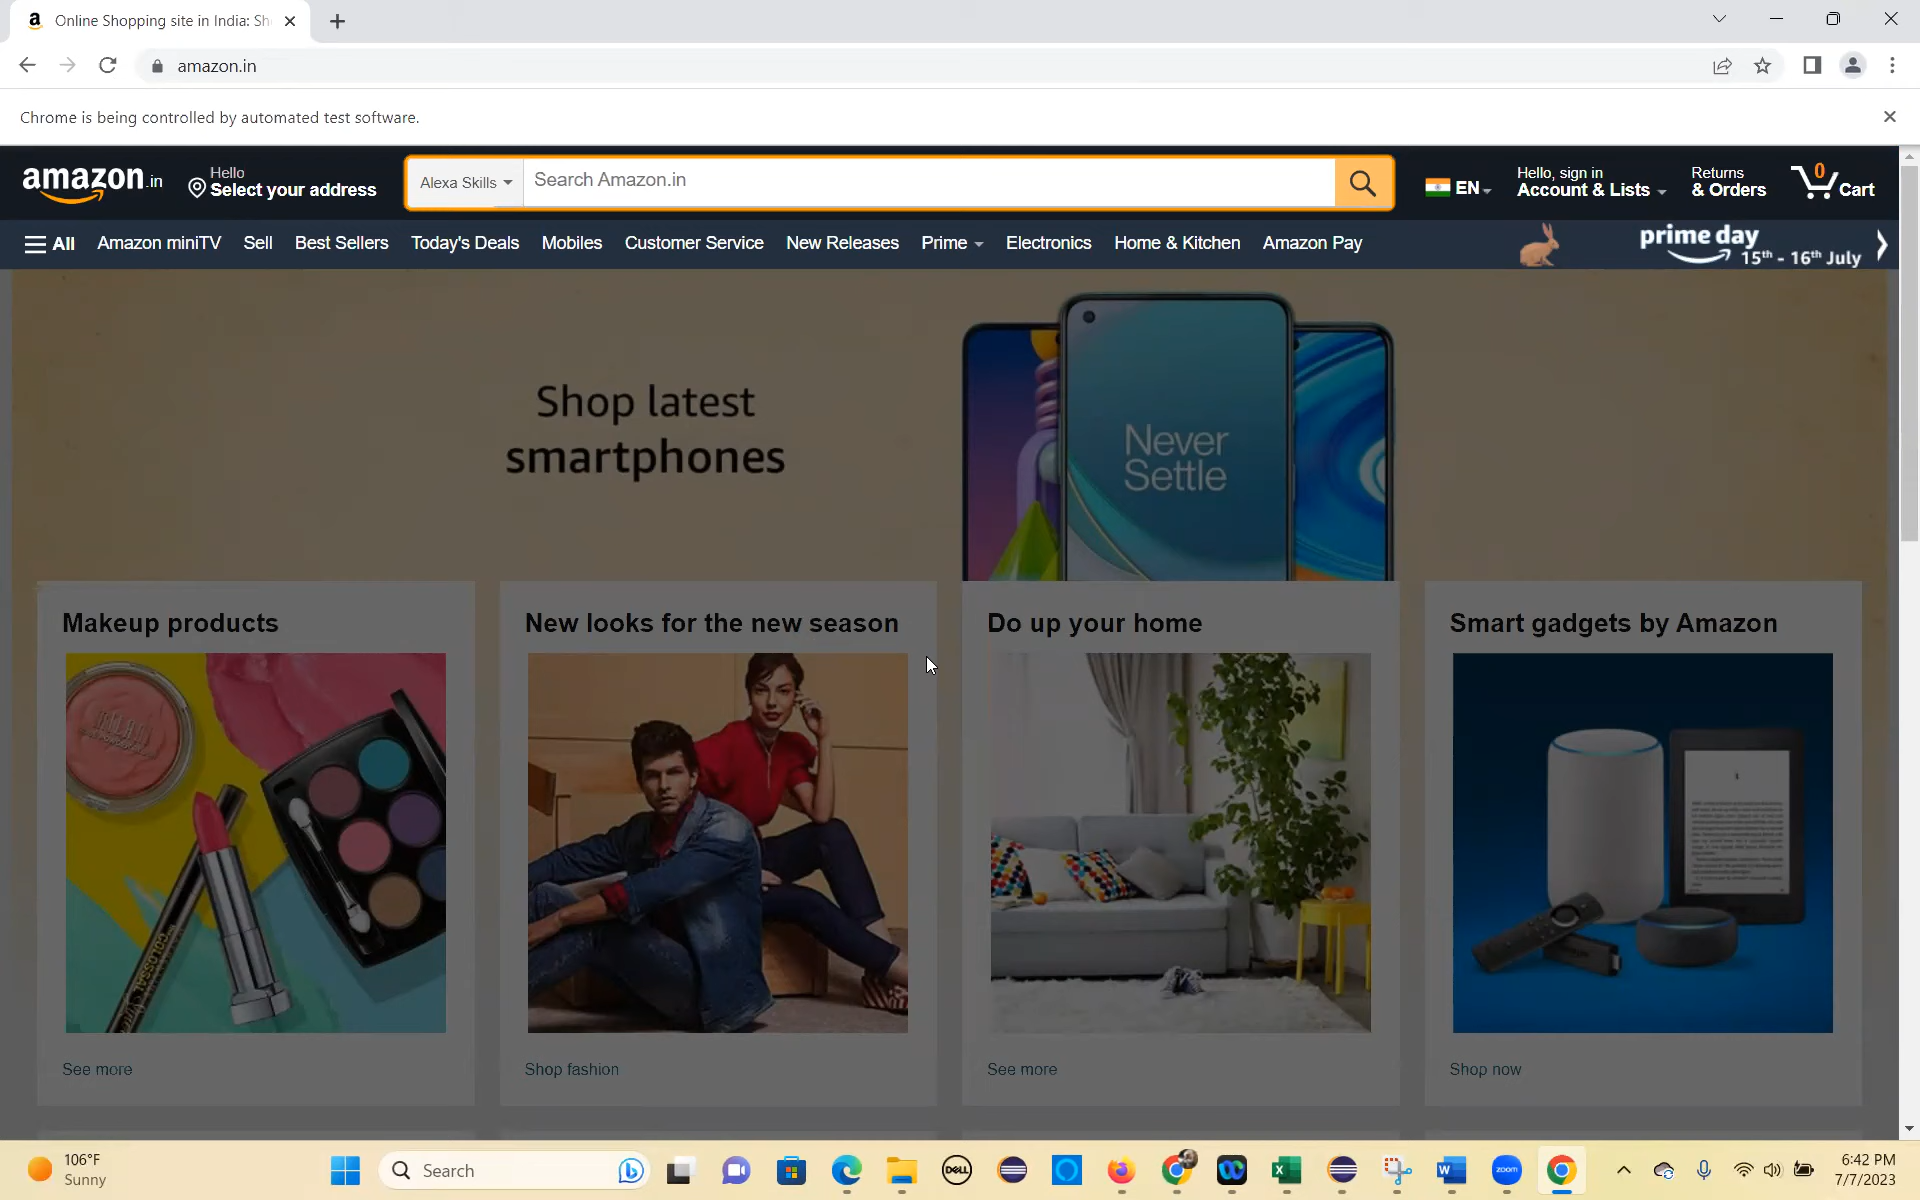 Online Shopping site in India: Sh
amazon.in
Chrome is being controlled by automated test software.
amazon.in
Hello
Select your address
Alexa Skills
Search Amazon.in
EN
Hello, sign in
Account & Lists
Returns
& Orders
0
Cart
All
Amazon miniTV
Sell
Best Sellers
Today's Deals
Mobiles
Customer Service
New Releases
Prime
Electronics
Home & Kitchen
Amazon Pay
prime day
15th - 16th July
Shop latest
smartphones
Never
Settle
Makeup products
New looks for the new season
Do up your home
Smart gadgets by Amazon
See more
Shop fashion
See more
Shop now
106°F
Sunny
Search
DELL
zoom
6:42 PM
7/7/2023